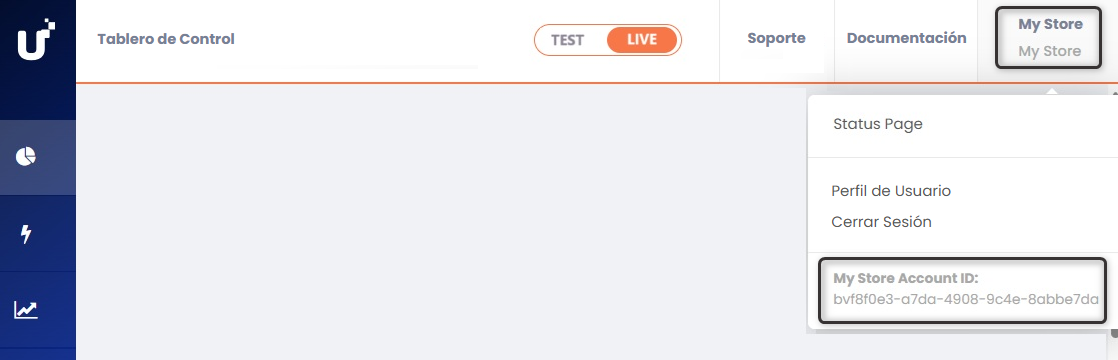 Tablero de Control
TEST
LIVE
Soporte
Documentación
My Store
My Store
Status Page
Perfil de Usuario
Cerrar Sesión
My Store Account ID:
bvf8f0e3-a7da-4908-9c4e-8abbe7da